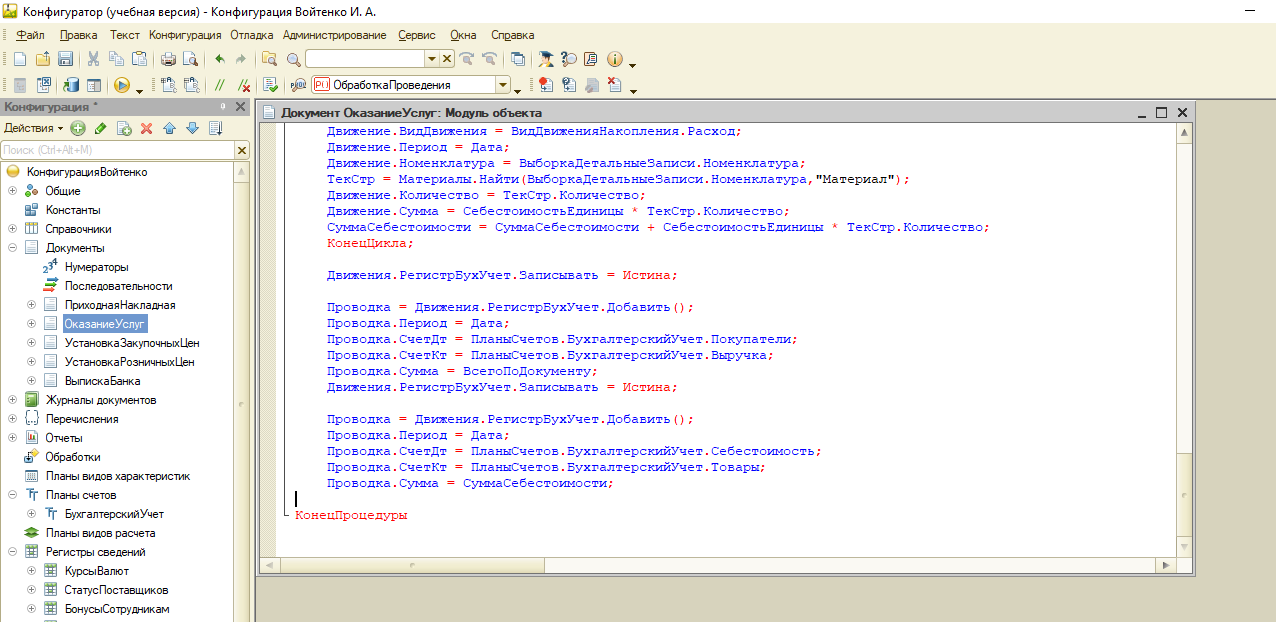 Конфигуратор (учебная версия) - Конфигурация Войтенко И. А.
Файл Правка Текст Конфигурация Отладка Администрирование Сервис Окна Справка
ОбработкаПроведения
Конфигурация *
Действия
Поиск (Ctrl+Alt+M)
КонфигурацияВойтенко
Общие
Константы
Справочники
Документы
Нумераторы
Последовательности
ПриходнаяНакладная
ОказаниеУслуг
УстановкаЗакупочныхЦен
УстановкаРозничныхЦен
ВыпискаБанка
Журналы документов
Перечисления
Отчеты
Обработки
Планы видов характеристик
Планы счетов
БухгалтерскийУчет
Планы видов расчета
Регистры сведений
КурсыВалют
СтатусПоставщиков
БонусыСотрудникам
Документ ОказаниеУслуг: Модуль объекта
Движение.ВидДвижения = ВидДвиженияНакопления.Расход;
Движение.Период = Дата;
Движение.Номенклатура = ВыборкаДетальныеЗаписи.Номенклатура;
ТекСтр = Материалы.Найти(ВыборкаДетальныеЗаписи.Номенклатура,"Материал");
Движение.Количество = ТекСтр.Количество;
Движение.Сумма = СебестоимостьЕдиницы * ТекСтр.Количество;
СуммаСебестоимости = СуммаСебестоимости + СебестоимостьЕдиницы * ТекСтр.Количество;
КонецЦикла;
Движения.РегистрБухУчет.Записывать = Истина;
Проводка = Движения.РегистрБухУчет.Добавить();
Проводка.Период = Дата;
Проводка.СчетДт = ПланыСчетов.БухгалтерскийУчет.Покупатели;
Проводка.СчетКт = ПланыСчетов.БухгалтерскийУчет.Выручка;
Проводка.Сумма = ВсегоПоДокументу;
Движения.РегистрБухУчет.Записывать = Истина;
Проводка = Движения.РегистрБухУчет.Добавить();
Проводка.Период = Дата;
Проводка.СчетДт = ПланыСчетов.БухгалтерскийУчет.Себестоимость;
Проводка.СчетКт = ПланыСчетов.БухгалтерскийУчет.Товары;
Проводка.Сумма = СуммаСебестоимости;
КонецПроцедуры